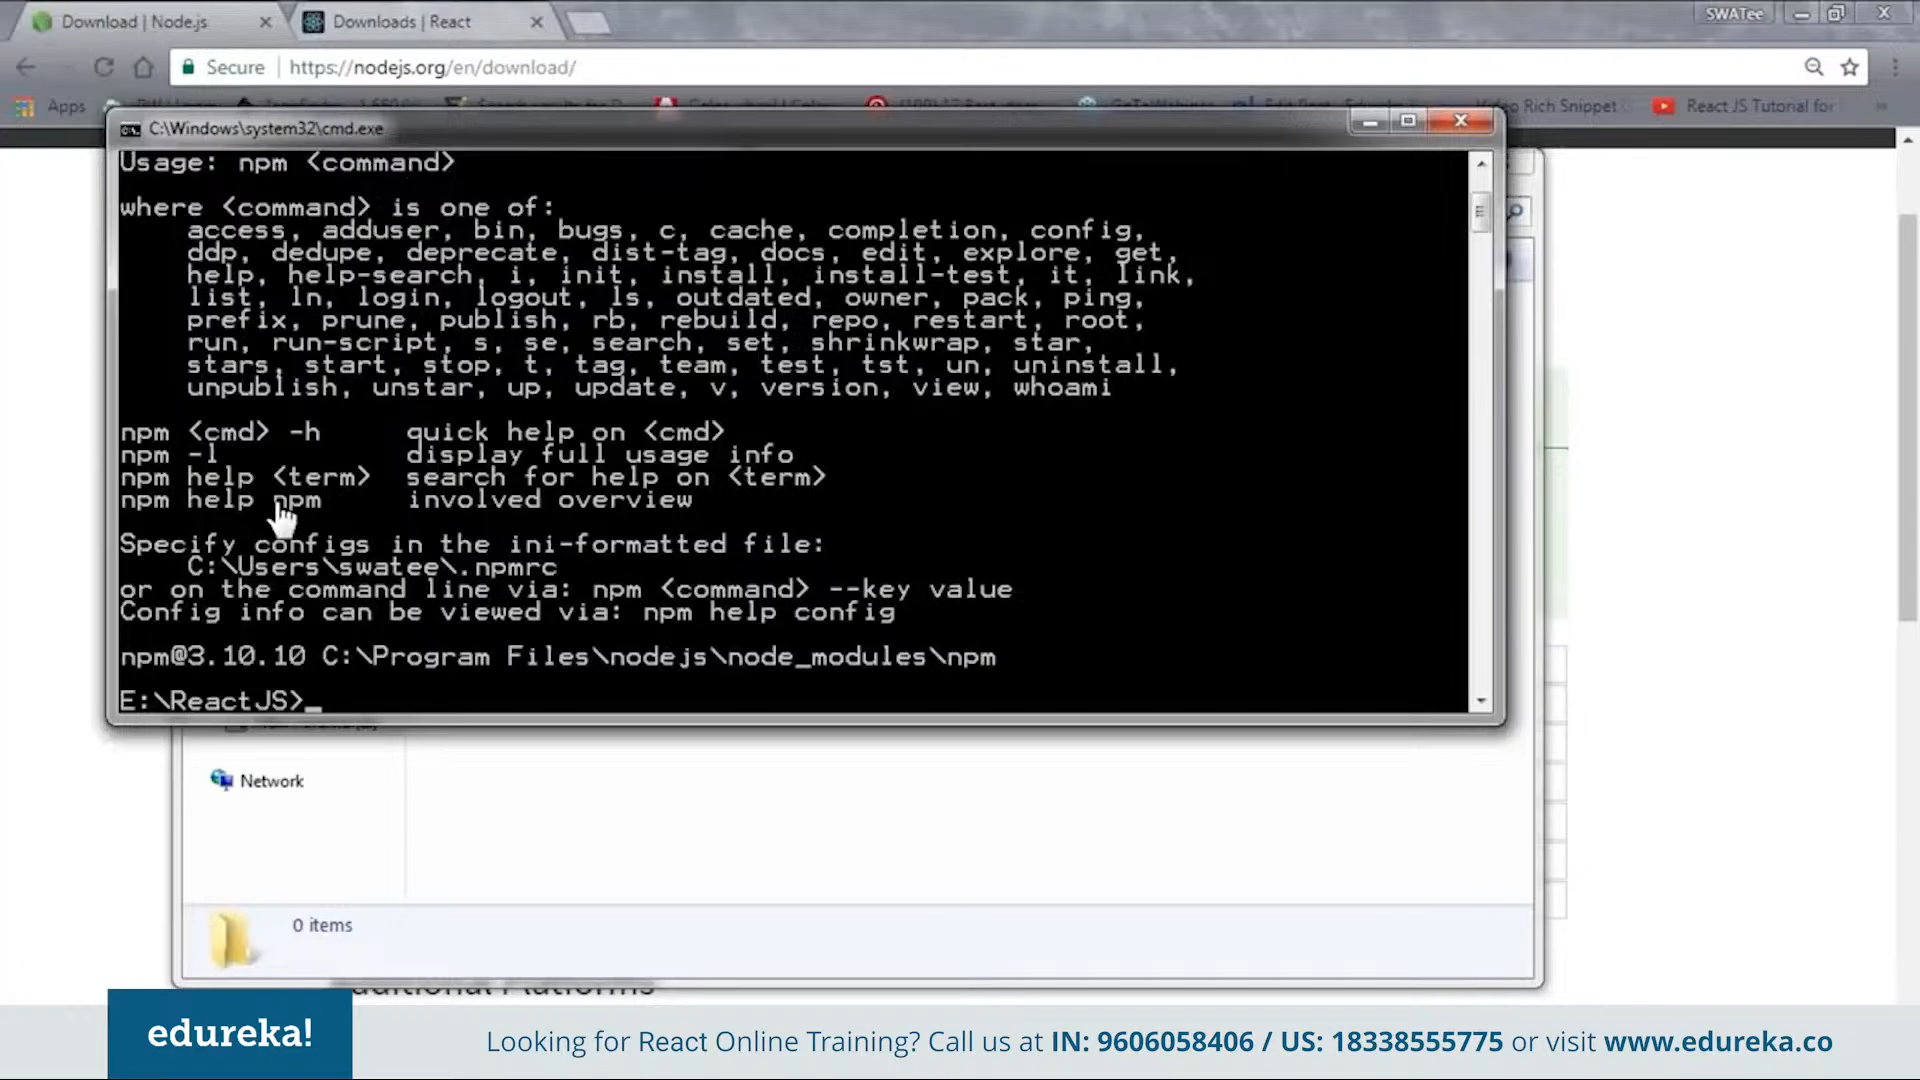 Download | Node.js
Downloads | React
SWATee
Secure
https://nodejs.org/en/download/
Apps
Video Rich Snippet
React JS Tutorial for
C:\Windows\system32\cmd.exe
Usage: npm <command>
where <command> is one of:
access, adduser, bin, bugs, c, cache, completion, config,
ddp, dedupe, deprecate, dist-tag, docs, edit, explore, get,
help, help-search, i, init, install, install-test, it, link,
list, ln, login, logout, ls, outdated, owner, pack, ping,
prefix, prune, publish, rb, rebuild, repo, restart, root,
run, run-script, s, se, search, set, shrinkwrap, star,
stars, start, stop, t, tag, team, test, tst, un, uninstall,
unpublish, unstar, up, update, v, version, view, whoami
npm <cmd> -h quick help on <cmd>
npm -l display full usage info
npm help <term> search for help on <term>
npm help npm involved overview
Specify configs in the ini-formatted file:
C:\Users\swatee\.npmrc
or on the command line via: npm <command> --key value
Config info can be viewed via: npm help config
npm@3.10.10 C:\Program Files\nodejs\node_modules\npm
E:\ReactJS>_
Network
0 items
edureka!
Looking for React Online Training? Call us at IN: 9606058406 / US: 18338555775 or visit www.edureka.co